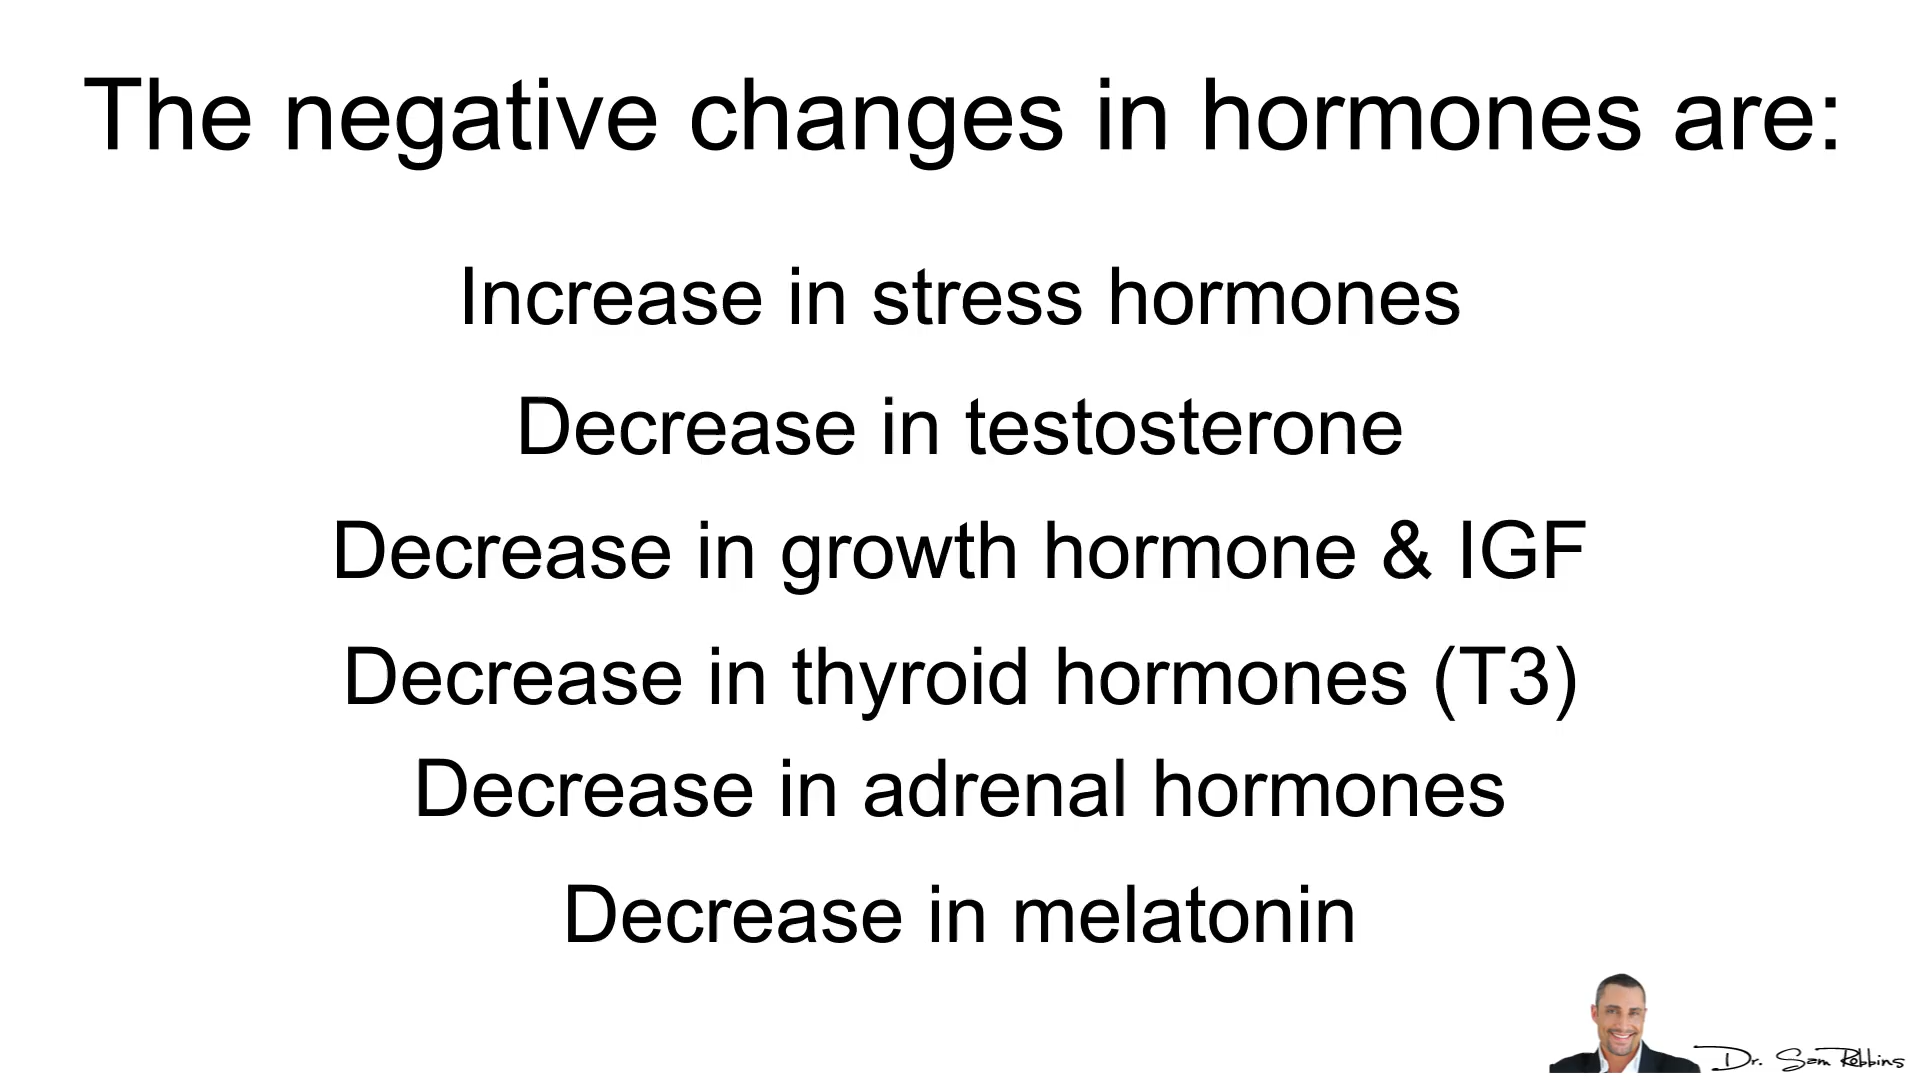 The negative changes in hormones are:
Increase in stress hormones
Decrease in testosterone
Decrease in growth hormone & IGF
Decrease in thyroid hormones (T3)
Decrease in adrenal hormones
Decrease in melatonin
Dr. Sam Robbins